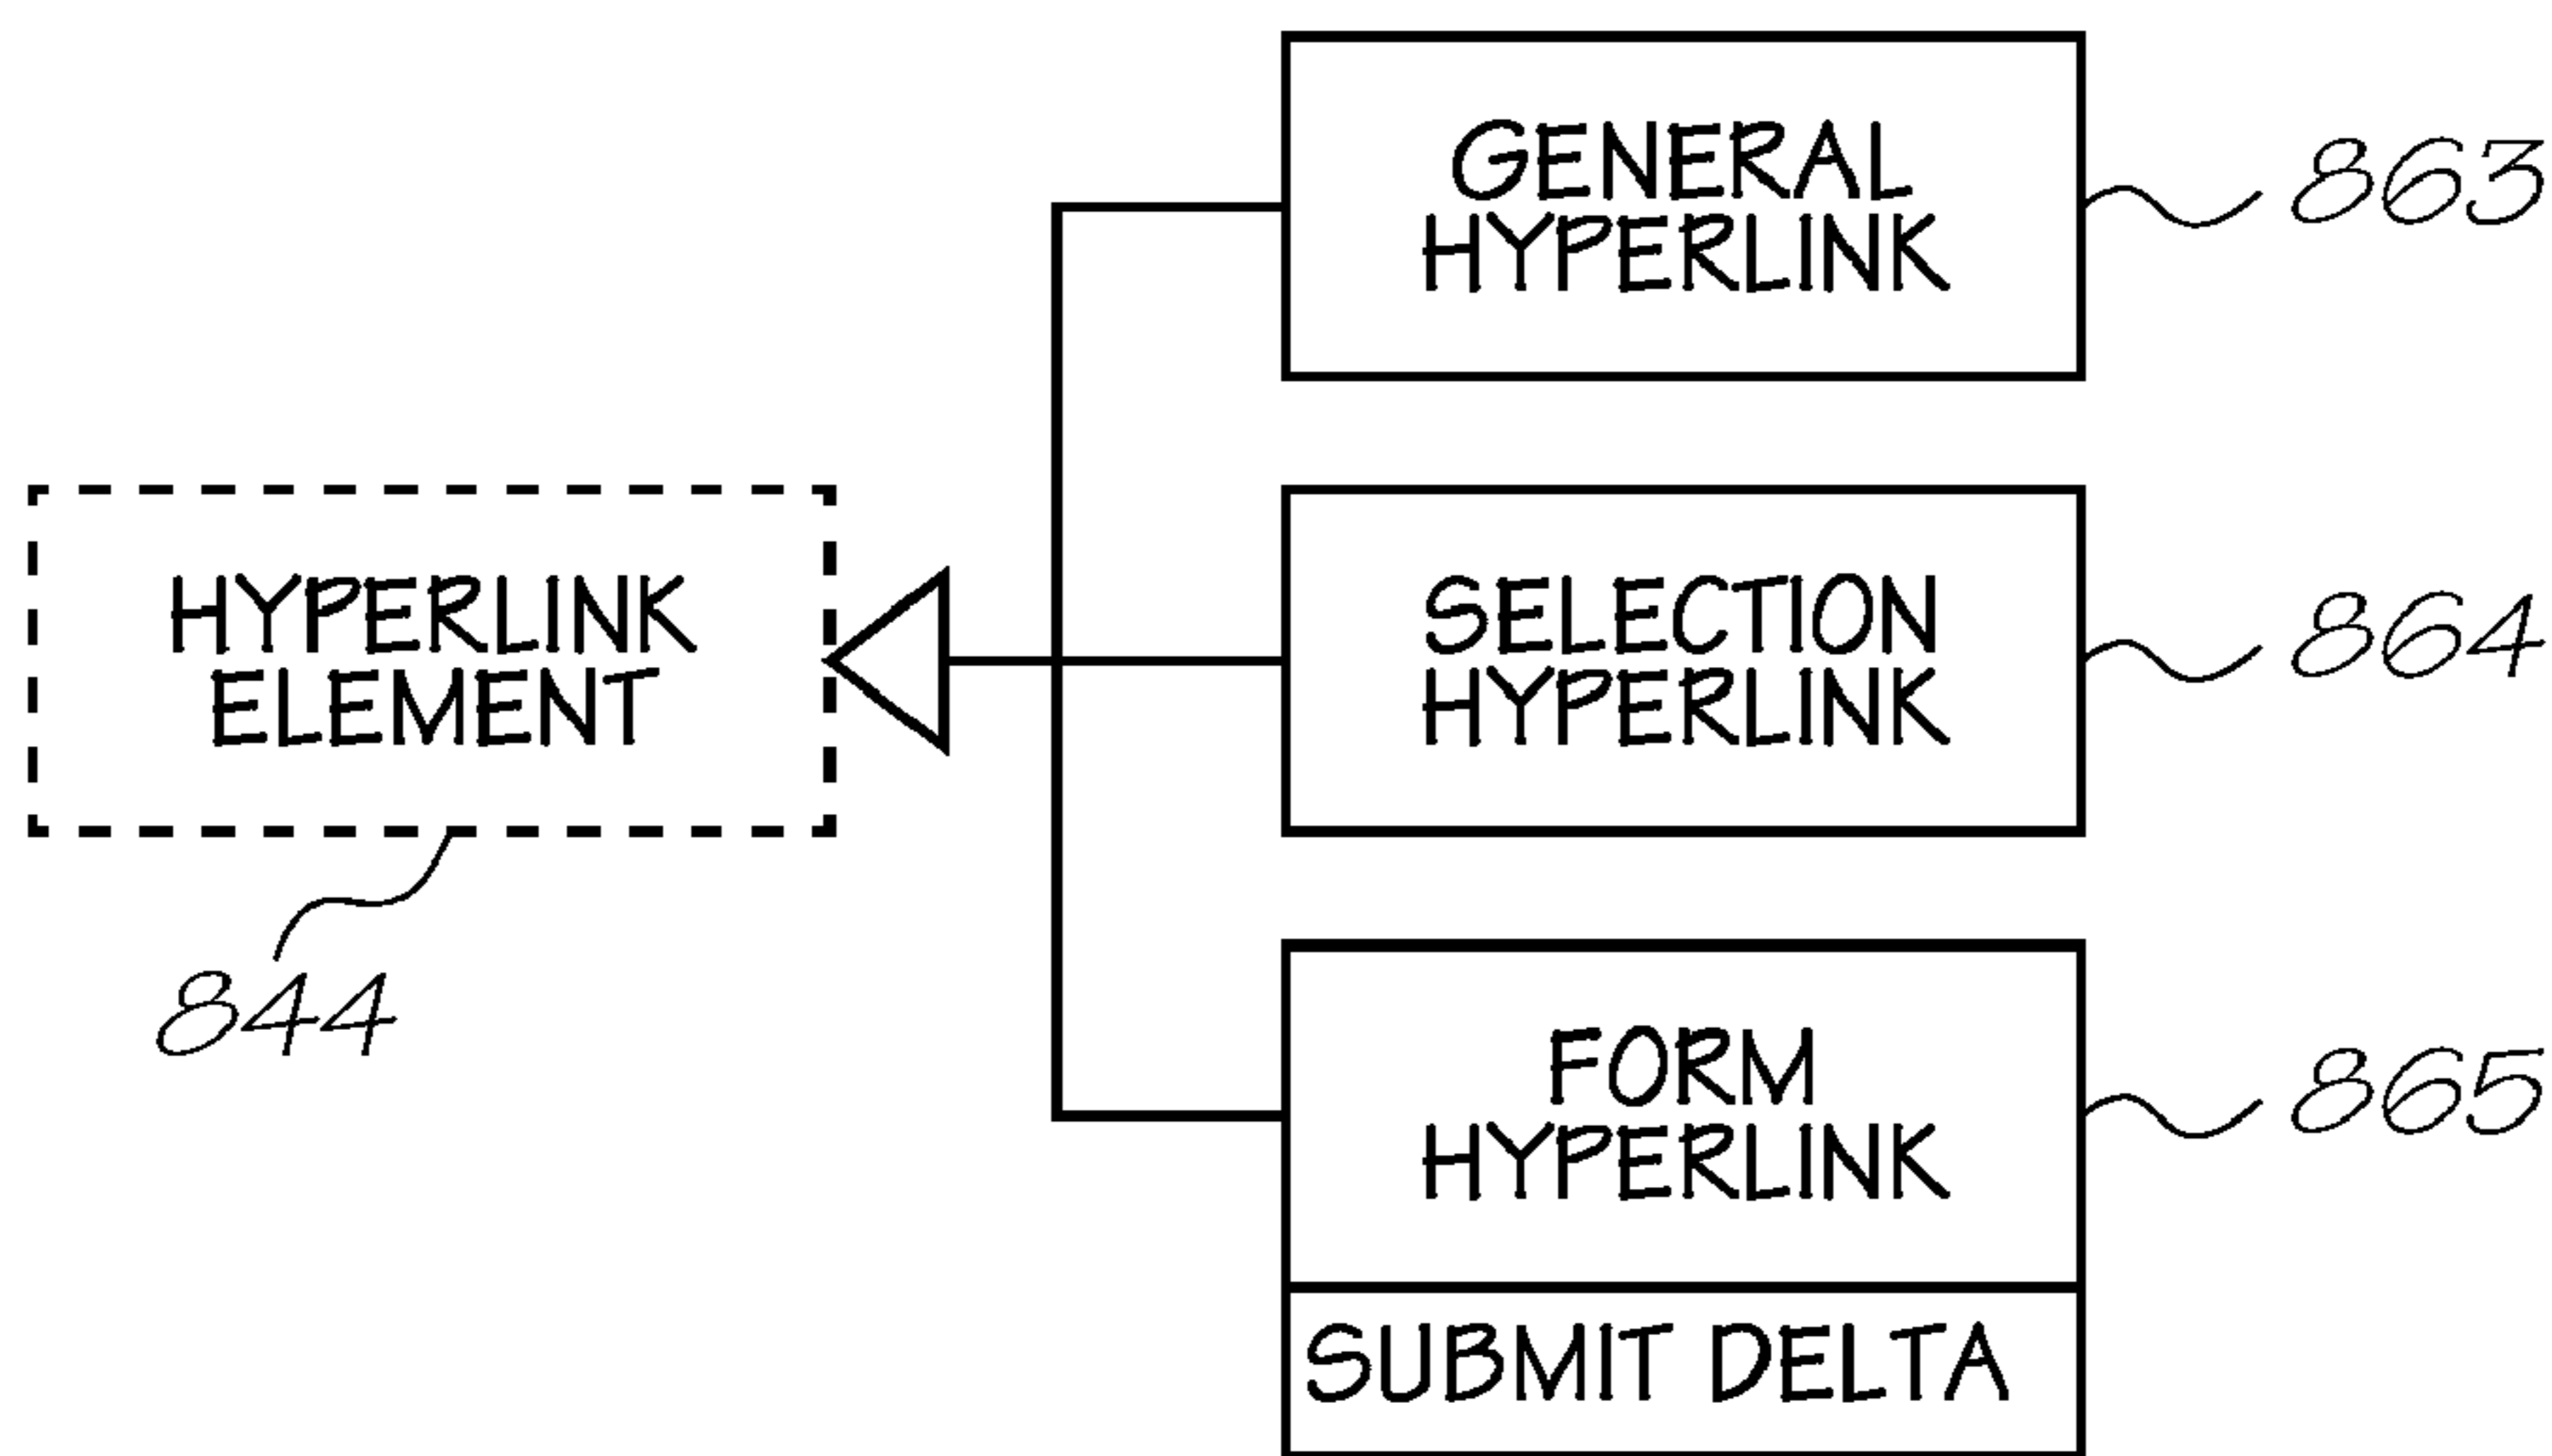 GENERAL
HYPERLINK
863
HYPERLINK
ELEMENT
844
SELECTION
HYPERLINK
864
FORM
HYPERLINK
865
SUBMIT DELTA